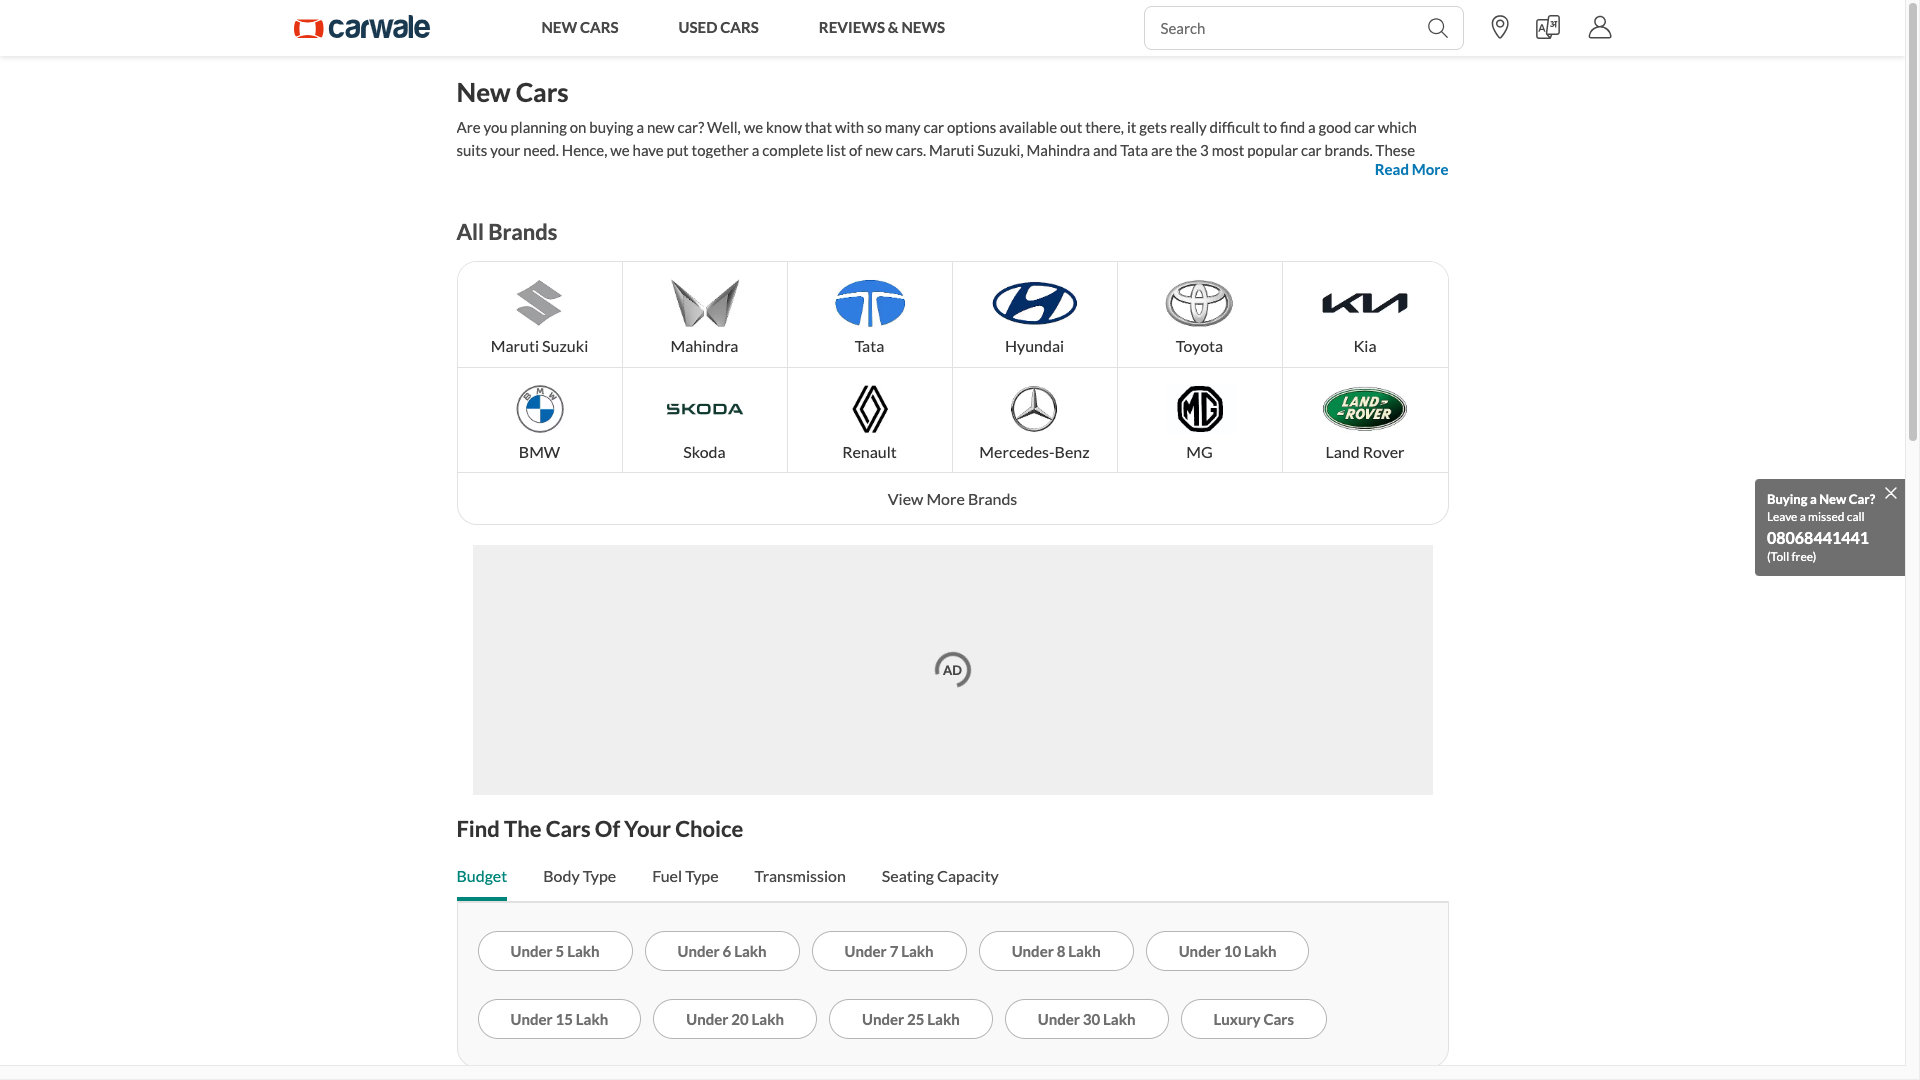 carwale
NEW CARS
USED CARS
REVIEWS & NEWS
Search
New Cars
Are you planning on buying a new car? Well, we know that with so many car options available out there, it gets really difficult to find a good car which
suits your need. Hence, we have put together a complete list of new cars. Maruti Suzuki, Mahindra and Tata are the 3 most popular car brands. These
Read More
All Brands
Maruti Suzuki
Mahindra
Tata
Hyundai
Toyota
KIA
Kia
BMW
BMW
ŠKODA
Skoda
Renault
Mercedes-Benz
MG
MG
LAND-
-ROVER
Land Rover
View More Brands
Buying a New Car?
Leave a missed call
08068441441
(Toll free)
AD
Find The Cars Of Your Choice
Budget
Body Type
Fuel Type
Transmission
Seating Capacity
Under 5 Lakh
Under 6 Lakh
Under 7 Lakh
Under 8 Lakh
Under 10 Lakh
Under 15 Lakh
Under 20 Lakh
Under 25 Lakh
Under 30 Lakh
Luxury Cars